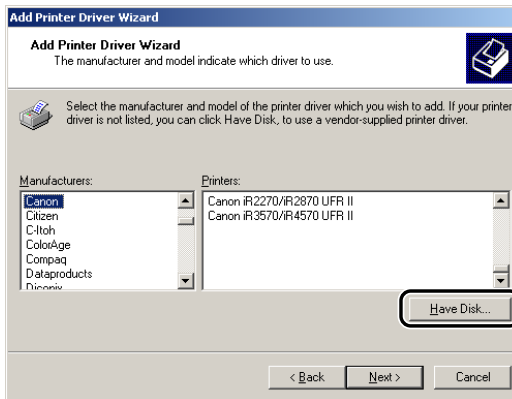 Add Printer Driver Wizard
Add Printer Driver Wizard
The manufacturer and model indicate which driver to use.
Select the manufacturer and model of the printer driver which you wish to add. If your printer
driver is not listed, you can click Have Disk, to use a vendor-supplied printer driver.
Manufacturers:
Canon
Citizen
C-Itoh
ColorAge
Compaq
Dataproducts
Diconix
Printers:
Canon iR2270/iR2870 UFR II
Canon iR3570/iR4570 UFR II
Have Disk...
< Back
Next >
Cancel